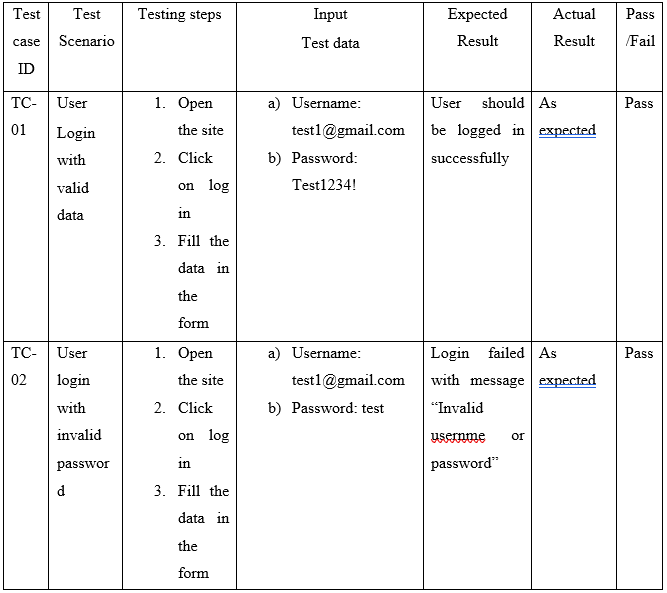 Test case ID
Test Scenario
Testing steps
Input Test data
Expected Result
Actual Result
Pass /Fail
TC-01
User
Login
with
valid
data
1. Open
the site
2. Click
on log
in
3. Fill the
data in
the
form
a) Username:
test1@gmail.com
b) Password:
Test1234!
User should
be logged in
successfully
As
expected
Pass
TC-02
User
login
with
invalid
passwor
d
1. Open
the site
2. Click
on log
in
3. Fill the
data in
the
form
a) Username:
test1@gmail.com
b) Password: test
Login failed
with message
“Invalid
usernme or
password”
As
expected
Pass